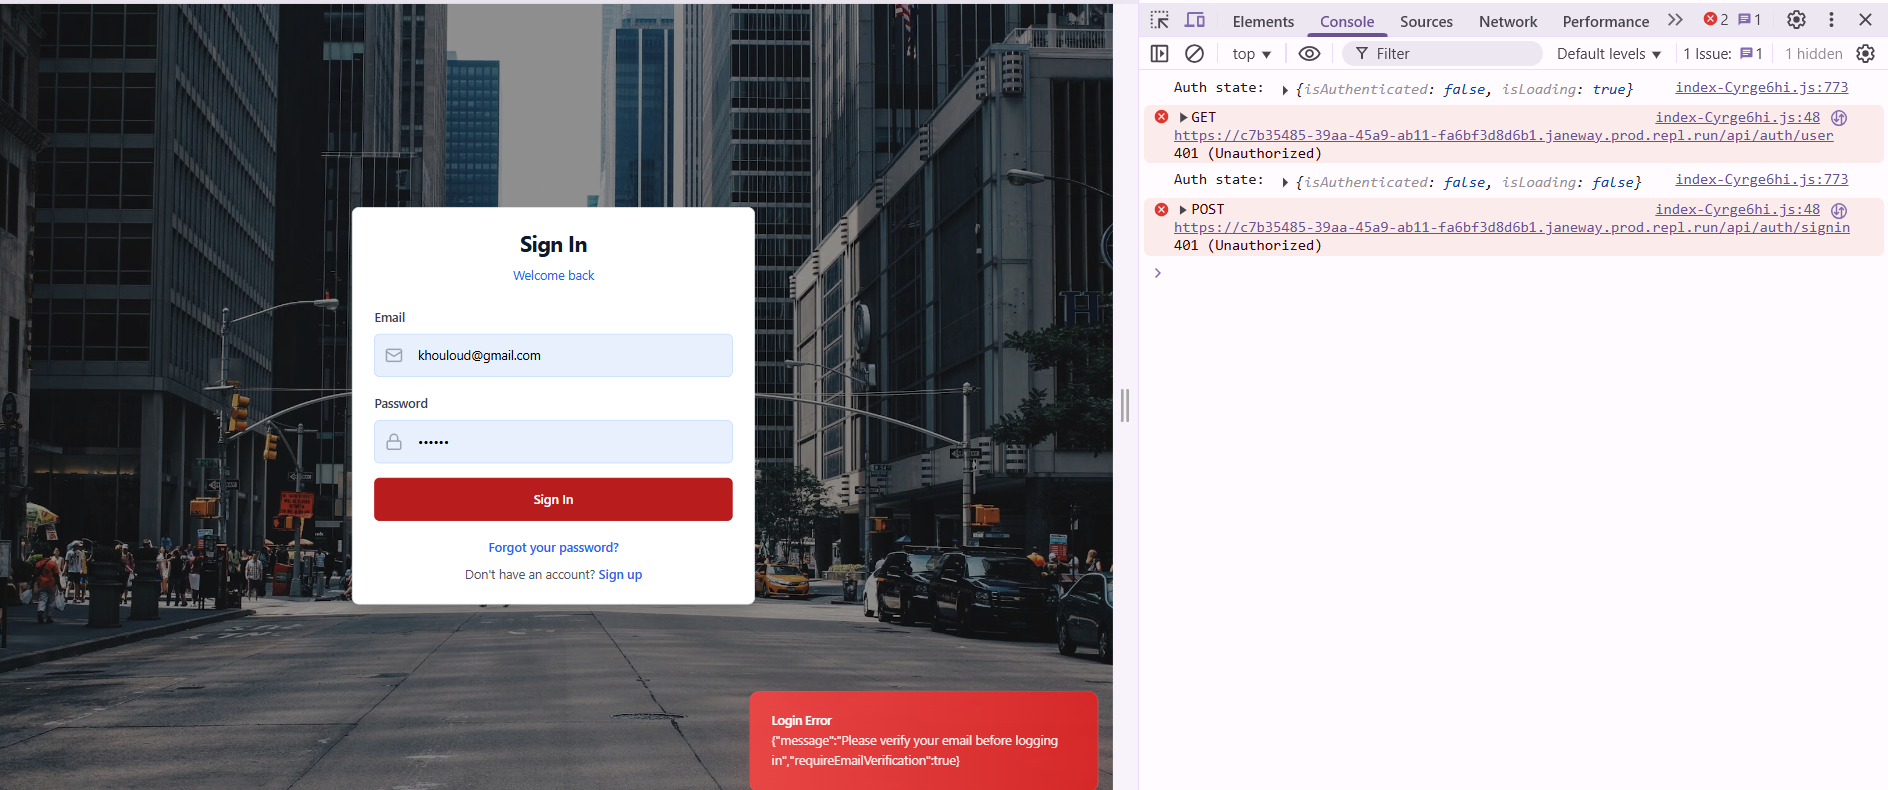 Sign In
Welcome back
Email
khouloud@gmail.com
Password
••••••
Sign In
Forgot your password?
Don't have an account? Sign up
Login Error
{"message":"Please verify your email before logging
in","requireEmailVerification":true}
Elements Console Sources Network Performance 2 1
top Filter Default levels 1 Issue: 1 1 hidden
Auth state: {isAuthenticated: false, isLoading: true} index-Cyrge6hi.js:773
GET index-Cyrge6hi.js:48
https://c7b35485-39aa-45a9-ab11-fa6bf3d8d6b1.janeway.prod.repl.run/api/auth/user
401 (Unauthorized)
Auth state: {isAuthenticated: false, isLoading: false} index-Cyrge6hi.js:773
POST index-Cyrge6hi.js:48
https://c7b35485-39aa-45a9-ab11-fa6bf3d8d6b1.janeway.prod.repl.run/api/auth/signin
401 (Unauthorized)